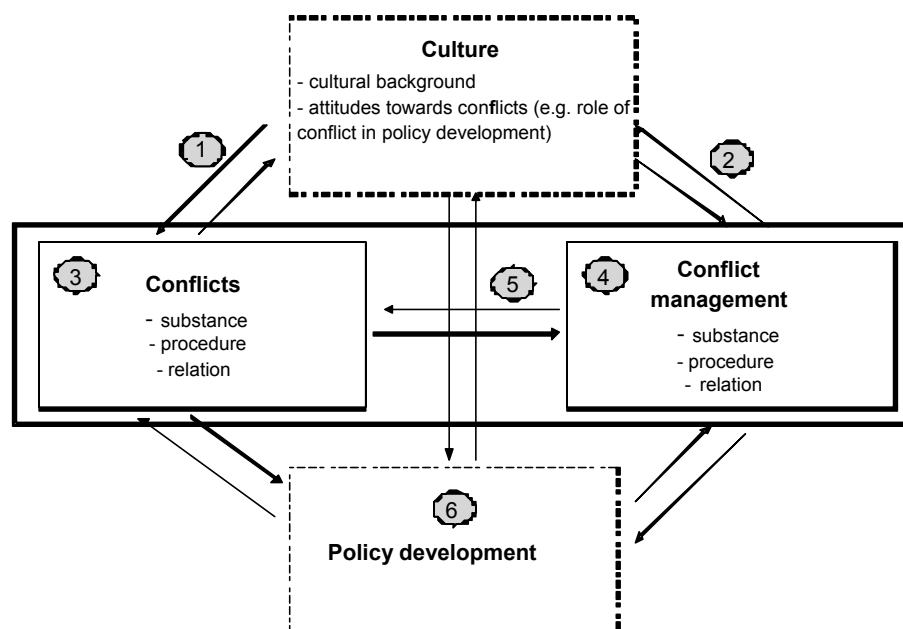 Culture
- cultural background
- attitudes towards conflicts (e.g. role of
conflict in policy development)
1
2
3
Conflicts
- substance
- procedure
- relation
5
4
Conflict
management
- substance
- procedure
- relation
6
Policy development